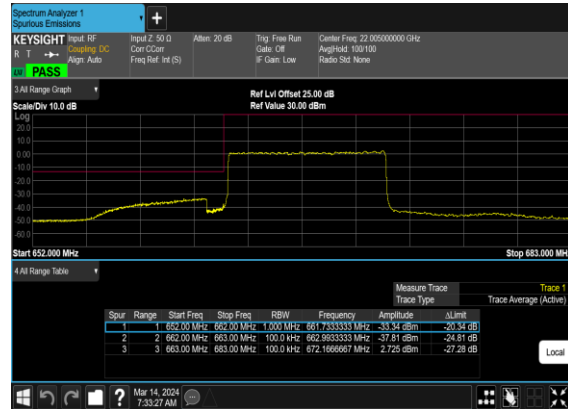 Spectrum Analyzer 1
Spurious Emissions
+
KEYSIGHT Input: RF Input Z: 50 Ω Atten: 20 dB Trig: Free Run Center Freq: 22.005000000 GHz
R T Coupling: DC Corr CCorr Gate: Off Avg|Hold: 100/100
Align: Auto Freq Ref: Int (S) IF Gain: Low Radio Std: None
LW PASS
3 All Range Graph
Ref Lvl Offset 25.00 dB
Scale/Div 10.0 dB Ref Value 30.00 dBm
Log
20.0
10.0
0.00
-10.0
-20.0
-30.0
-40.0
-50.0
-60.0
Start 652.000 MHz Stop 683.000 MH
4 All Range Table
Measure Trace Trace 1
Trace Type Trace Average (Active)
Spur Range Start Freq Stop Freq RBW Frequency Amplitude ΔLimit
1 1 652.00 MHz 662.00 MHz 1.000 MHz 661.7333333 MHz -33.34 dBm -20.34 dB
2 2 662.00 MHz 663.00 MHz 100.0 kHz 662.9933333 MHz -37.81 dBm -24.81 dB
3 3 663.00 MHz 683.00 MHz 100.0 kHz 672.1666667 MHz 2.725 dBm -27.28 dB
Local
? Mar 14, 2024
7:33:27 AM